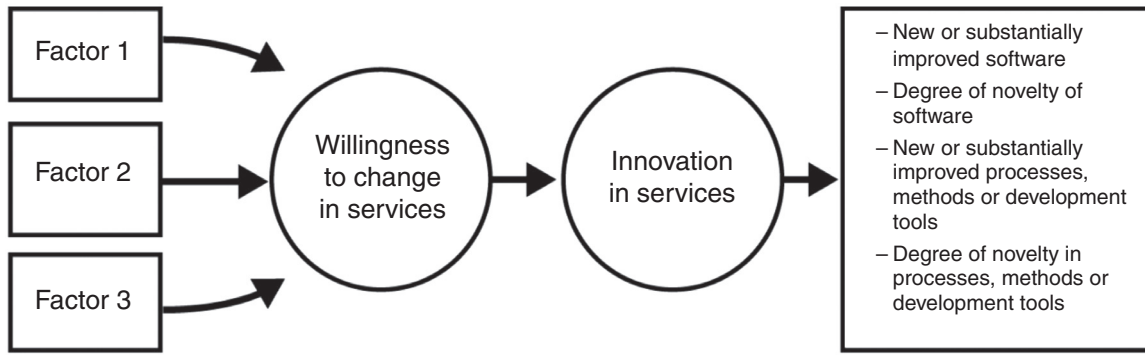 Factor 1
Factor 2
Factor 3
Willingness
to change
in services
Innovation
in services
– New or substantially
improved software
– Degree of novelty of
software
– New or substantially
improved processes,
methods or development
tools
– Degree of novelty in
processes, methods or
development tools